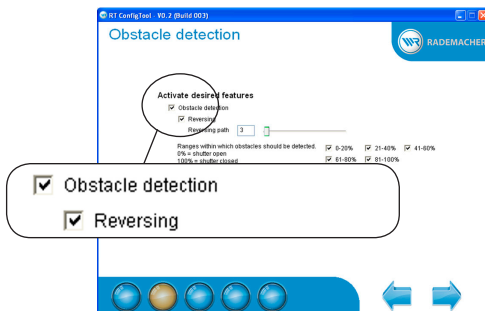 RT ConfigTool - V0.2 (Build 003)
Obstacle detection
RADEMACHER
Activate desired features
Obstacle detection
Reversing
Reversing path 3
Ranges within which obstacles should be detected.
0% = shutter open
100% = shutter closed
0-20% 21-40% 41-60%
61-80% 81-100%
Obstacle detection
Reversing